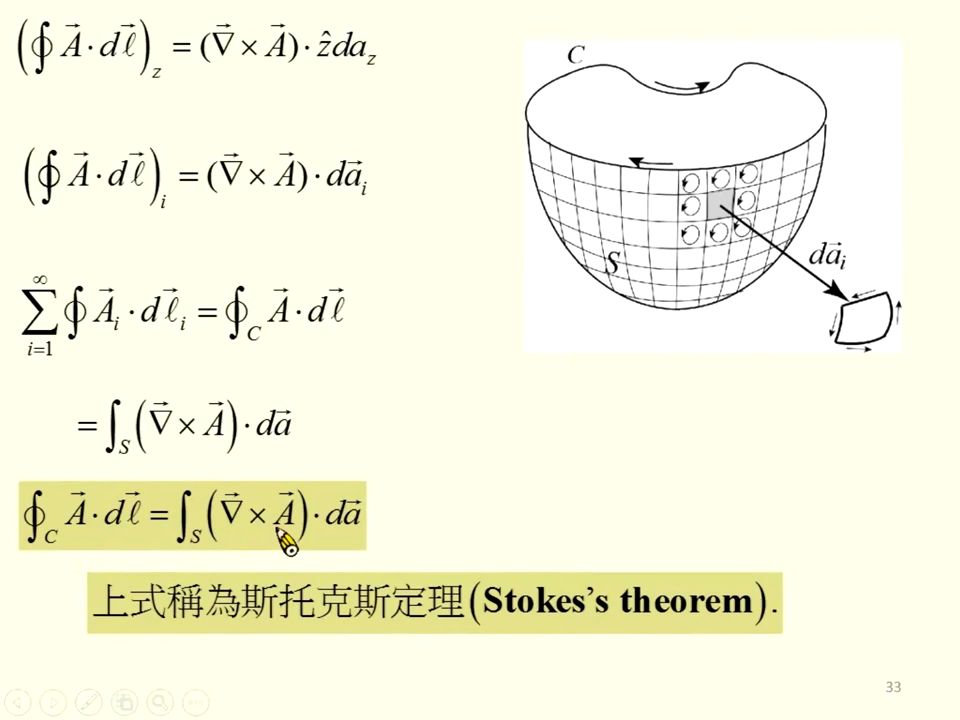 (∮ A⃗ · dℓ⃗)_z = (∇⃗ × A⃗) · ẑda_z
(∮ A⃗ · dℓ⃗)_i = (∇⃗ × A⃗) · da⃗_i
∑_{i=1}^{∞} ∮ A⃗_i · dℓ⃗_i = ∮_C A⃗ · dℓ⃗
= ∫_S (∇⃗ × A⃗) · da⃗
∮_C A⃗ · dℓ⃗ = ∫_S (∇⃗ × A⃗) · da⃗
上式稱為斯托克斯定理(Stokes’s theorem).
C
S
da⃗_i
33